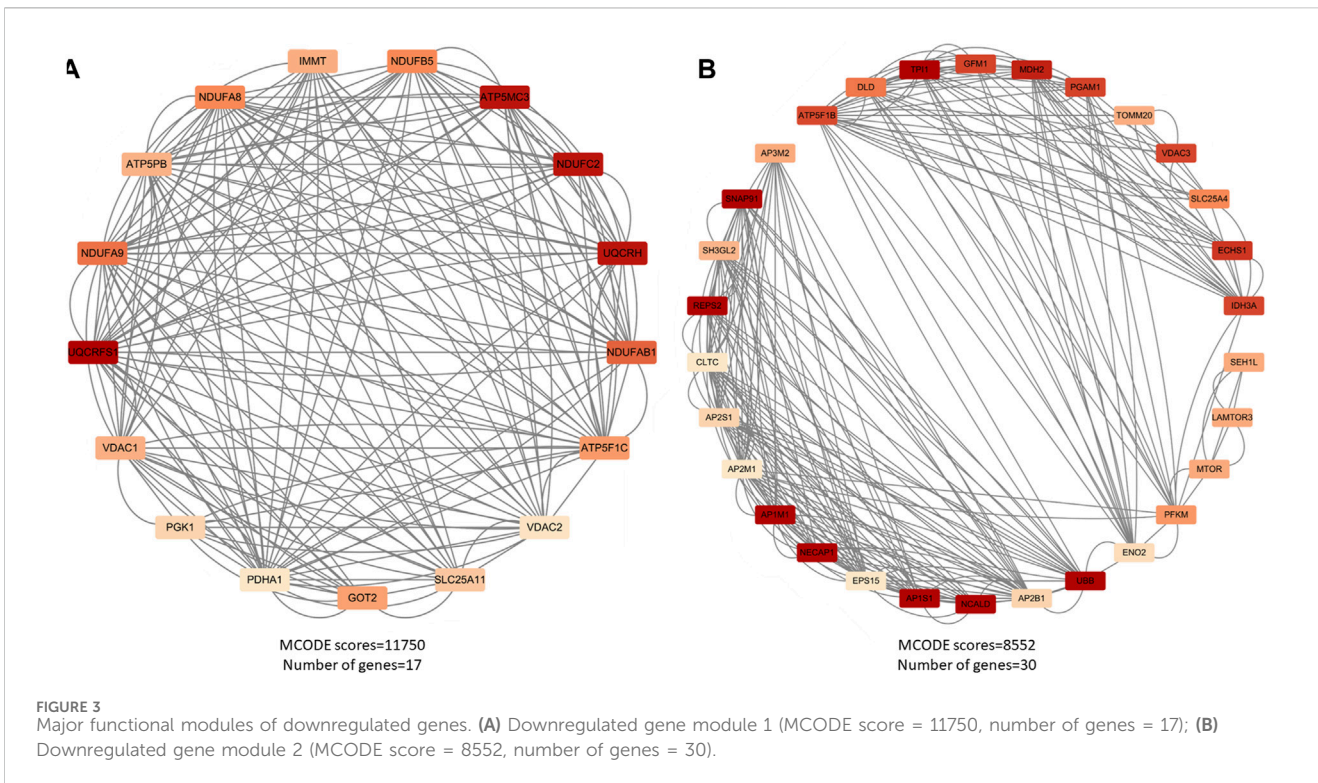 A
IMMT
NDUFB5
NDUFA8
ATP5MC3
ATP5PB
NDUFC2
NDUFA9
UQCRH
UQCRFS1
NDUFAB1
VDAC1
ATP5F1C
PGK1
VDAC2
PDHA1
SLC25A11
GOT2
MCODE scores=11750
Number of genes=17
B
TPI1
GFM1
MDH2
DLD
PGAM1
ATP5F1B
TOMM20
AP3M2
VDAC3
SNAP91
SLC25A4
SH3GL2
ECHS1
REPS2
IDH3A
CLTC
SEH1L
AP2S1
LAMTOR3
AP2M1
MTOR
AP1M1
PFKM
NECAP1
ENO2
EPS15
UBB
AP1S1
NCALD
AP2B1
MCODE scores=8552
Number of genes=30
FIGURE 3
Major functional modules of downregulated genes. (A) Downregulated gene module 1 (MCODE score = 11750, number of genes = 17); (B)
Downregulated gene module 2 (MCODE score = 8552, number of genes = 30).